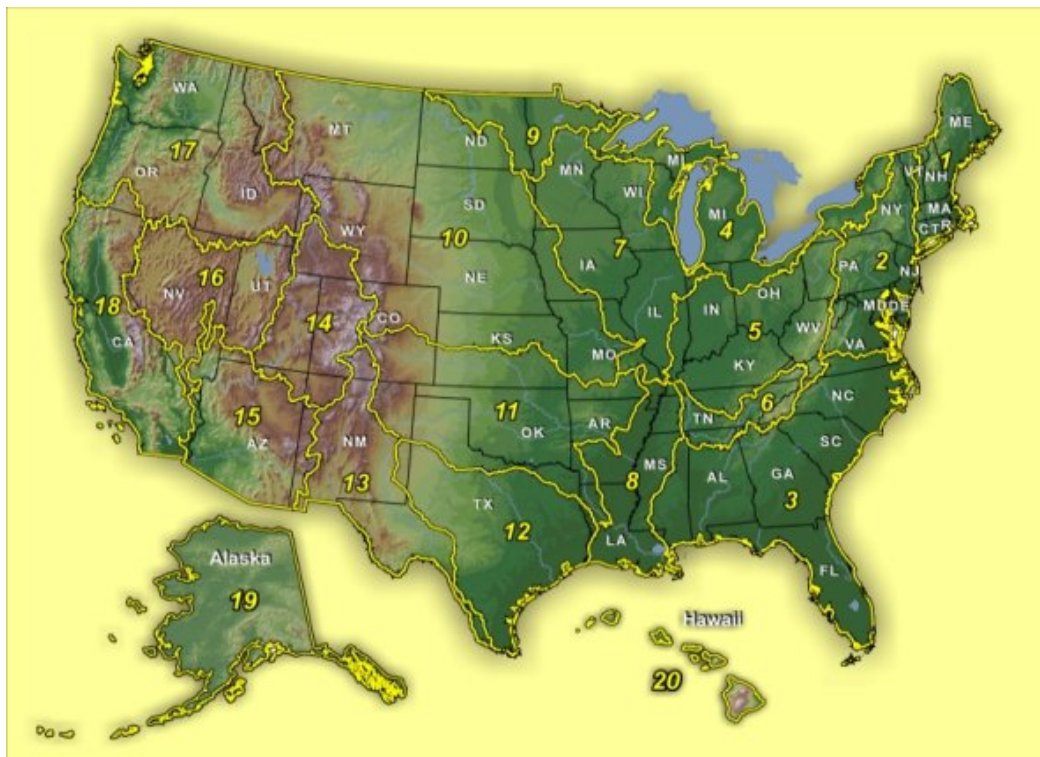 WA
MT
ND
9
MN
MI
ME
1
VT
NH
17
OR
ID
WI
MI
4
NY
MA
CT
R
SD
WY
10
7
IA
PA
2
NJ
16
NV
UT
NE
OH
IN
IL
MD
DE
18
CA
14
CO
KS
MO
5
WV
VA
KY
6
NC
15
AZ
NM
11
OK
AR
TN
SC
13
TX
12
8
MS
AL
GA
3
LA
FL
Alaska
19
Hawaii
20